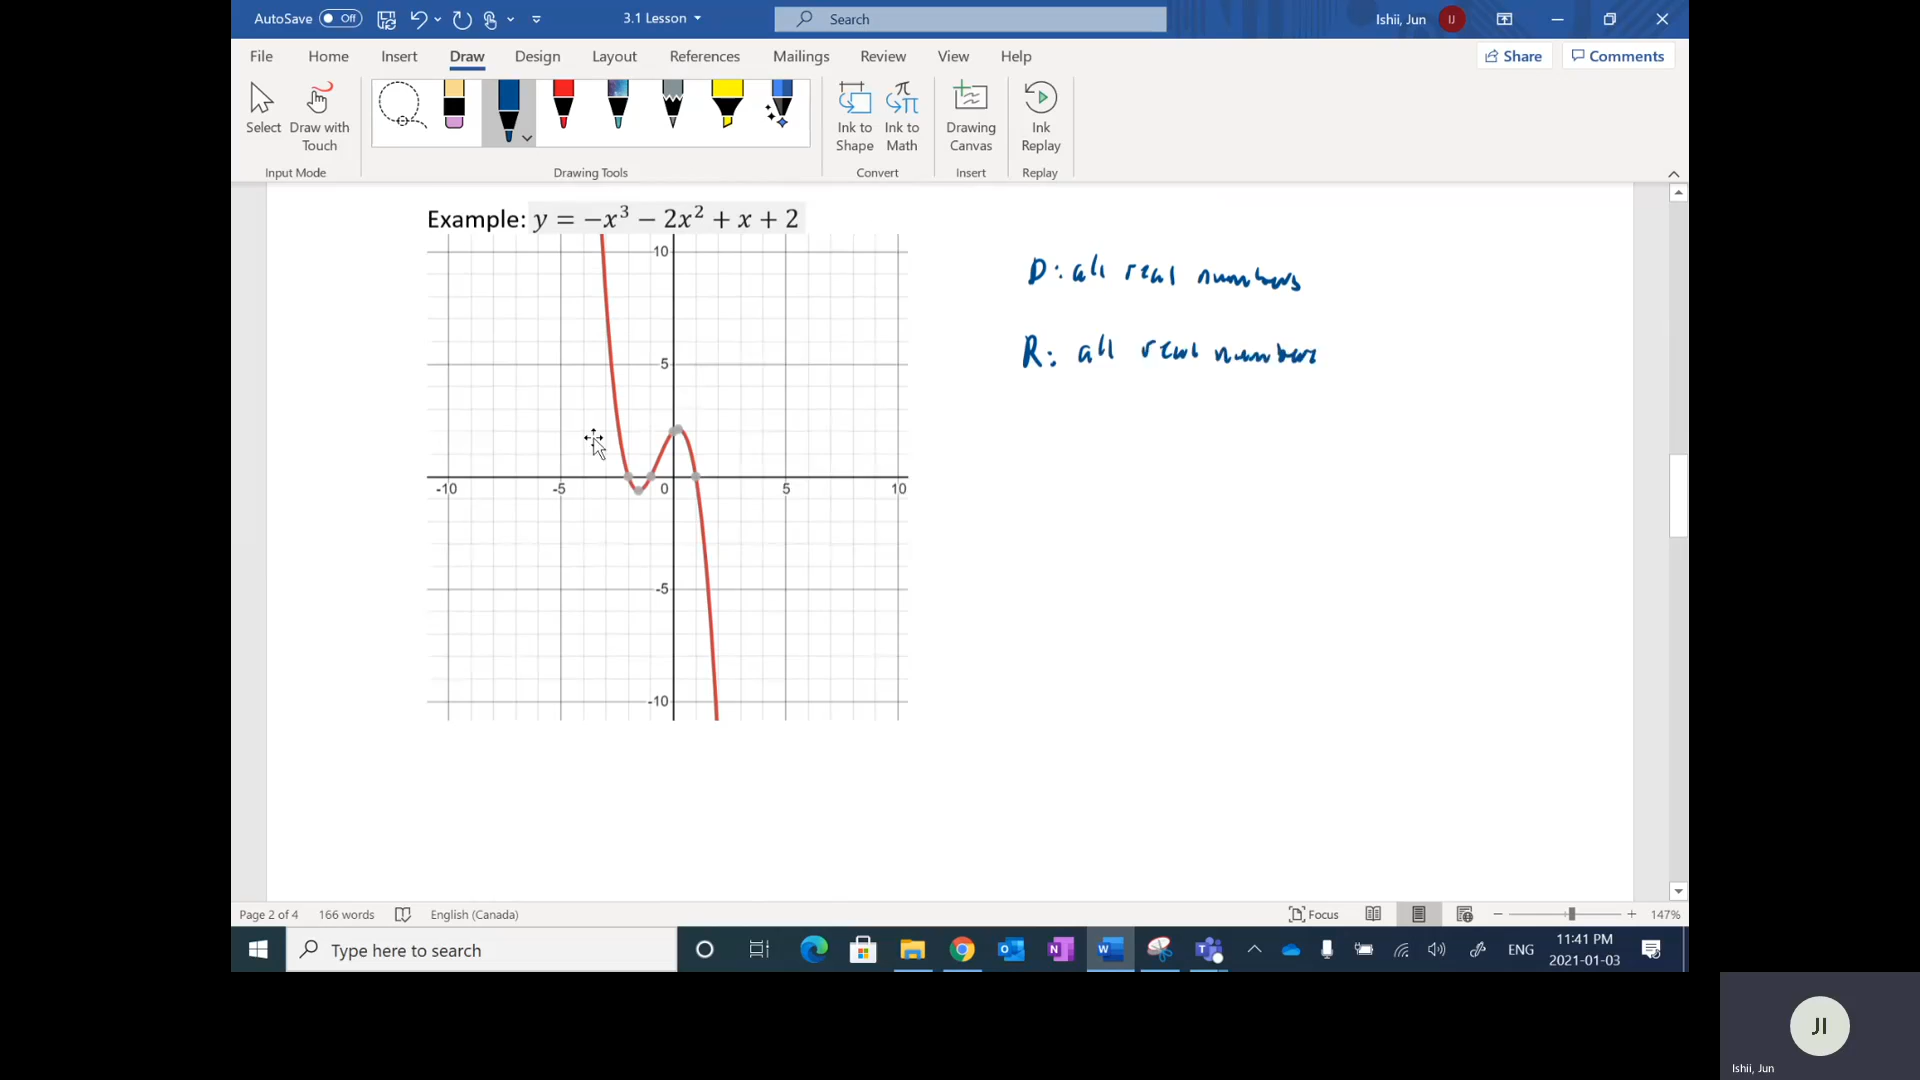 AutoSave Off 3.1 Lesson Search Ishii, Jun IJ
File Home Insert Draw Design Layout References Mailings Review View Help Share Comments
Select Draw with Touch Ink to Shape Ink to Math Drawing Canvas Ink Replay
Input Mode Drawing Tools Convert Insert Replay
Example: y = −x³ − 2x² + x + 2
10
D: all real numbers
R: all real numbers
5
-10 -5 0 5 10
-5
-10
Page 2 of 4 166 words English (Canada) Focus 147%
Type here to search ENG 11:41 PM
2021-01-03
JI
Ishii, Jun